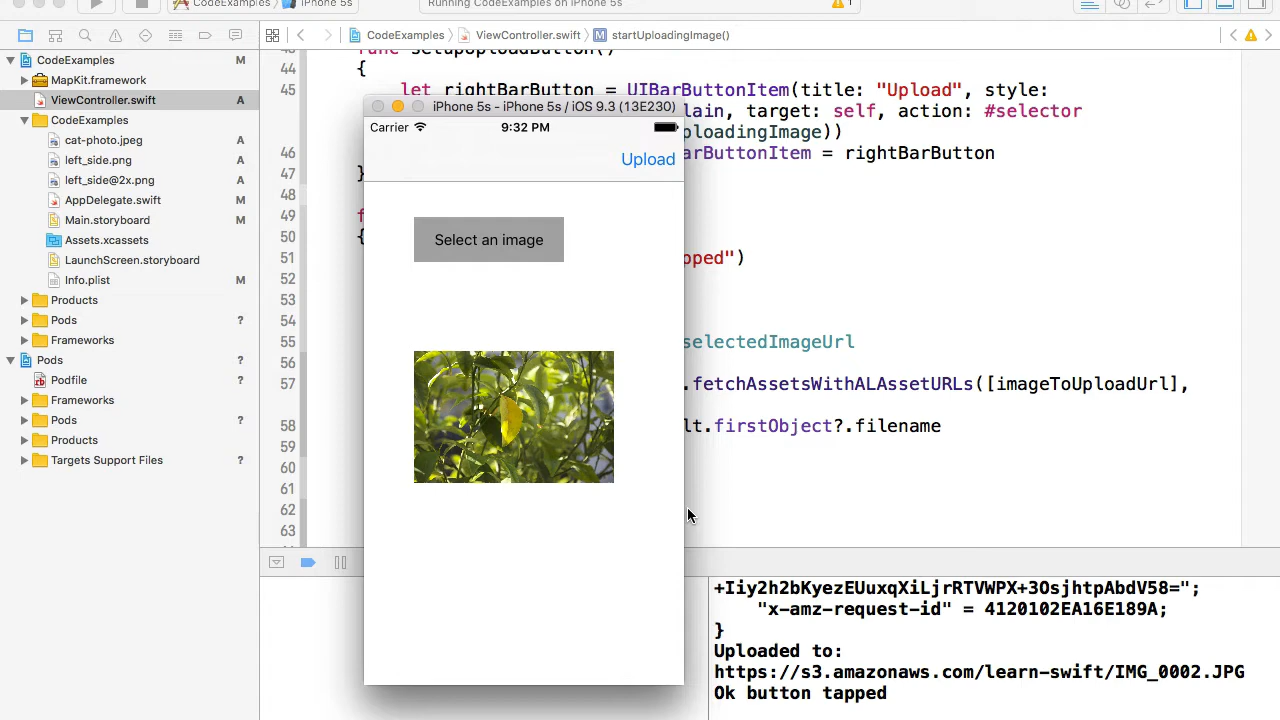 CodeExamples
iPhone 5s
Running CodeExamples on iPhone 5s
1
CodeExamples
ViewController.swift
startUploadingImage()
CodeExamples M
MapKit.framework
ViewController.swift A
CodeExamples
cat-photo.jpeg A
left_side.png A
left_side@2x.png A
AppDelegate.swift M
Main.storyboard M
Assets.xcassets
LaunchScreen.storyboard
Info.plist M
Products
Pods ?
Frameworks
Pods
Podfile ?
Frameworks
Pods ?
Products
Targets Support Files ?
44 {
45 let rightBarButton = UIBarButtonItem(title: "Upload", style:
lain, target: self, action: #selector
ploadingImage))
46 arButtonItem = rightBarButton
47 }
48
49 f
50 {
51 pped")
52
53
54
55 selectedImageUrl
56
57 .fetchAssetsWithALAssetURLs([imageToUploadUrl],
58 lt.firstObject?.filename
59
60
61
62
63
iPhone 5s - iPhone 5s / iOS 9.3 (13E230)
Carrier 9:32 PM
Upload
Select an image
+Iiy2h2bKyezEUuxqXiLjrRTVWPX+3OsjhtpAbdV58=";
"x-amz-request-id" = 4120102EA16E189A;
}
Uploaded to:
https://s3.amazonaws.com/learn-swift/IMG_0002.JPG
Ok button tapped